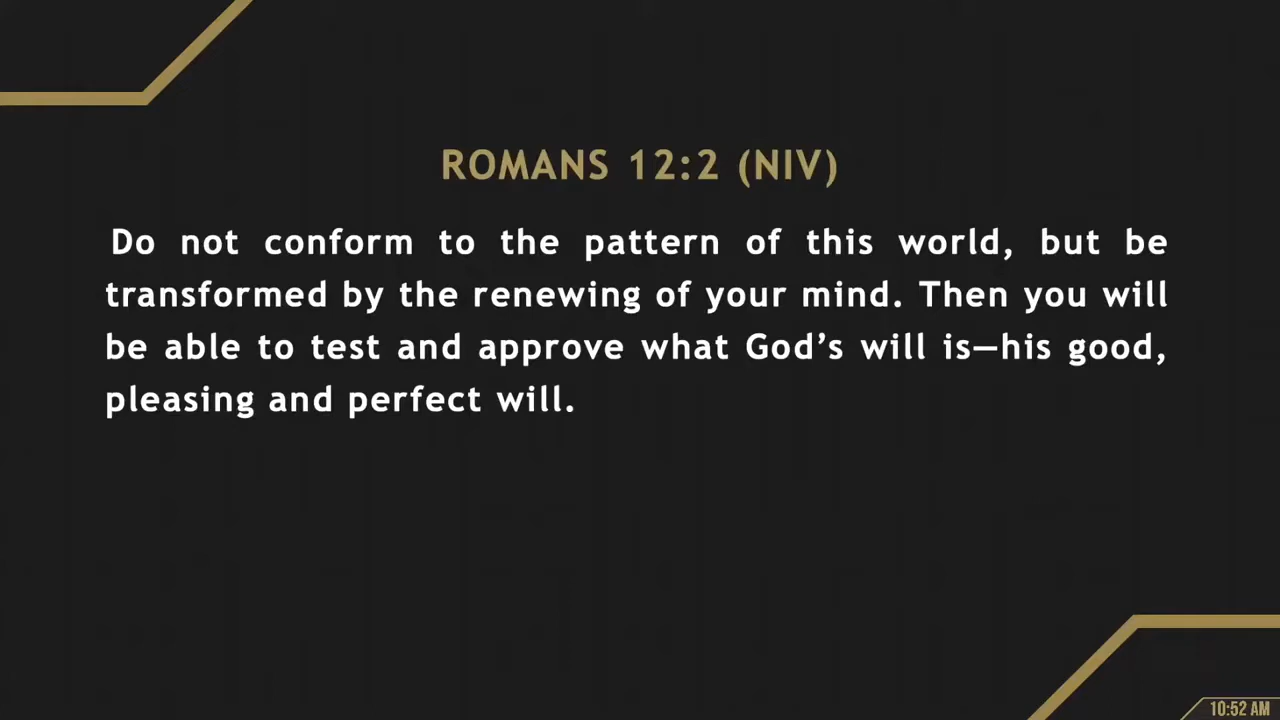 ROMANS 12:2 (NIV)
Do not conform to the pattern of this world, but be
transformed by the renewing of your mind. Then you will
be able to test and approve what God’s will is—his good,
pleasing and perfect will.
10:52 AM